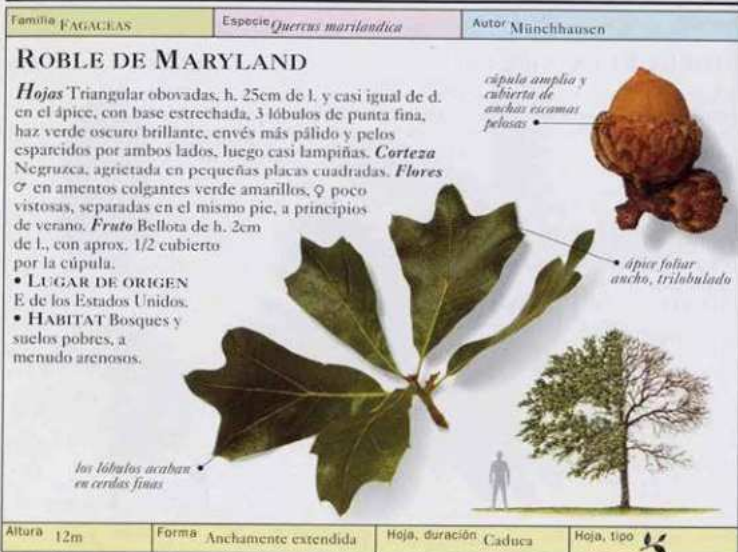 Familia FAGACEAS
Especie Quercus marilandica
Autor Münchhausen
ROBLE DE MARYLAND
Hojas Triangular obovadas, h. 25cm de l. y casi igual de d.
en el ápice, con base estrechada, 3 lóbulos de punta fina,
haz verde oscuro brillante, envés más pálido y pelos
esparcidos por ambos lados, luego casi lampiñas. Corteza
Negruzca, agrietada en pequeñas placas cuadradas. Flores
♂ en amentos colgantes verde amarillos, ♀ poco
vistosas, separadas en el mismo pie, a principios
de verano. Fruto Bellota de h. 2cm
de l., con aprox. 1/2 cubierto
por la cúpula.
• LUGAR DE ORIGEN
E de los Estados Unidos.
• HABITAT Bosques y
suelos pobres, a
menudo arenosos.
cúpula amplia y
cubierta de
anchas escamas
pelosas •
• ápice foliar
ancho, trilobulado
los lóbulos acaban •
en cerdas finas
Altura 12m
Forma Anchamente extendida
Hoja, duración Caduca
Hoja, tipo